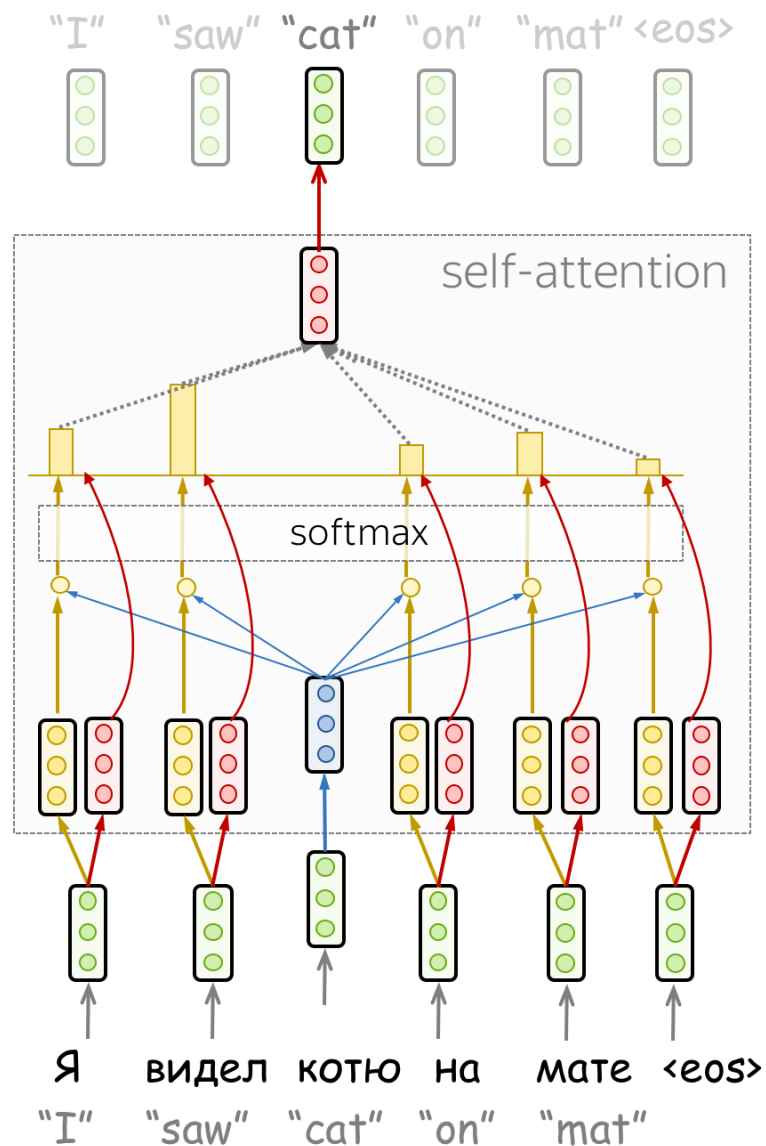 “I” “saw” “cat” “on” “mat” <eos>
self-attention
softmax
Я видел котю на мате <eos>
“I” “saw” “cat” “on” “mat”